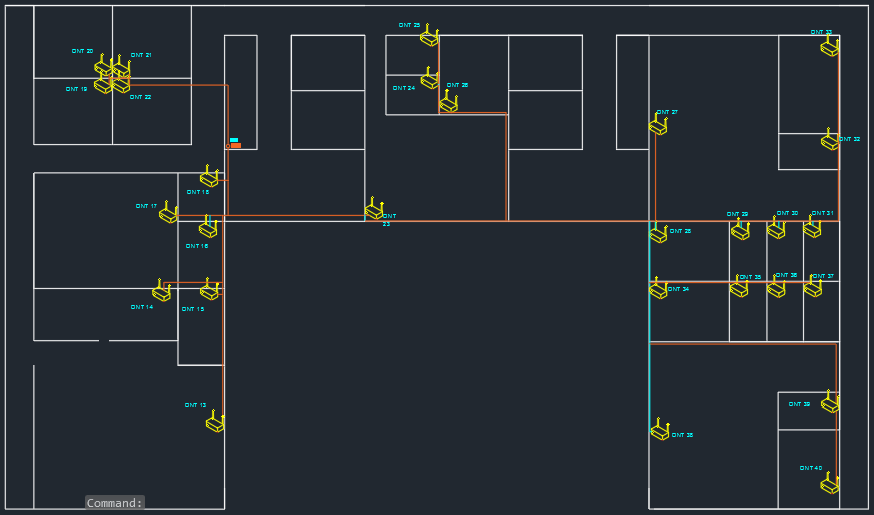 ONT 25
ONT 33
ONT 20
ONT 21
ONT 19
ONT 24
ONT 26
ONT 22
ONT 27
ONT 32
ONT 18
ONT 17
ONT
23
ONT 29
ONT 30
ONT 31
ONT 28
ONT 16
ONT 35
ONT 36
ONT 37
ONT 34
ONT 14
ONT 15
ONT 13
ONT 39
ONT 38
ONT 40
Command: